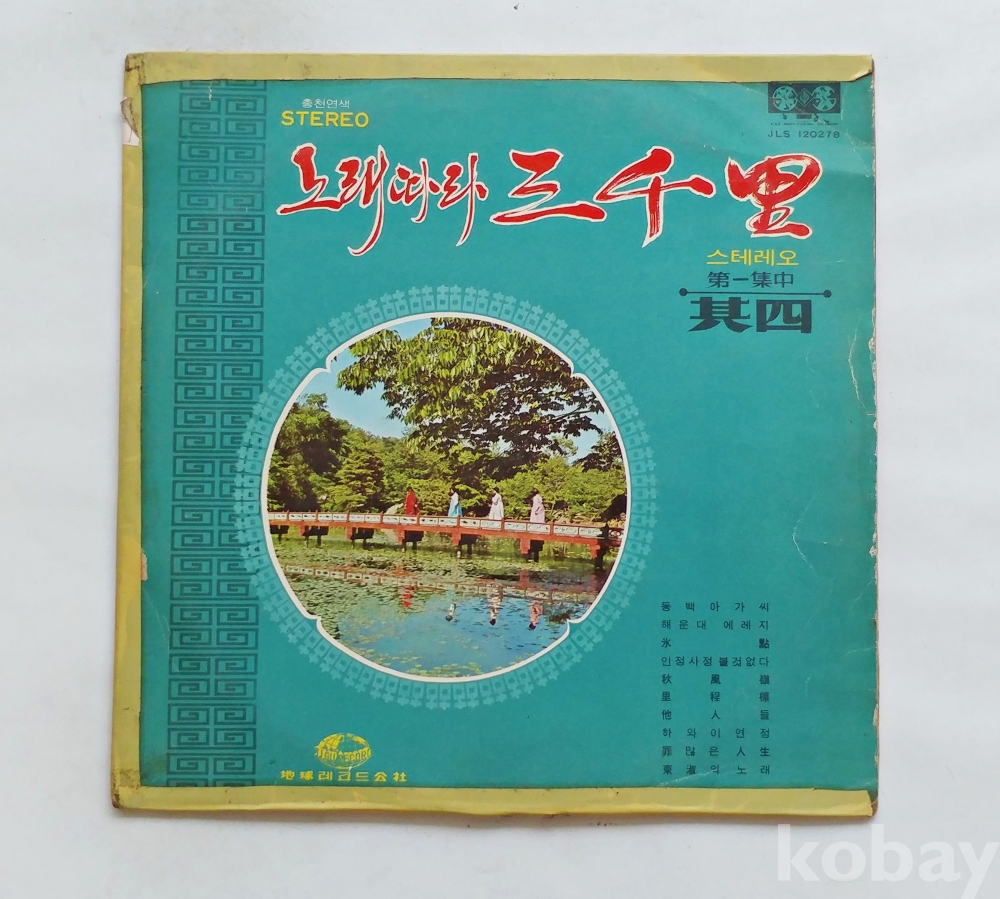 총천연색
STEREO
JLS 120278
노래따라 三千里
스테레오
第一集中
其四
동백아가씨
해운대 에레지
氷點
인정사정 볼것없다
秋風嶺
里程標
他人들
하와이연정
罪많은人生
東淑의노래
地球레코드公社
kobay